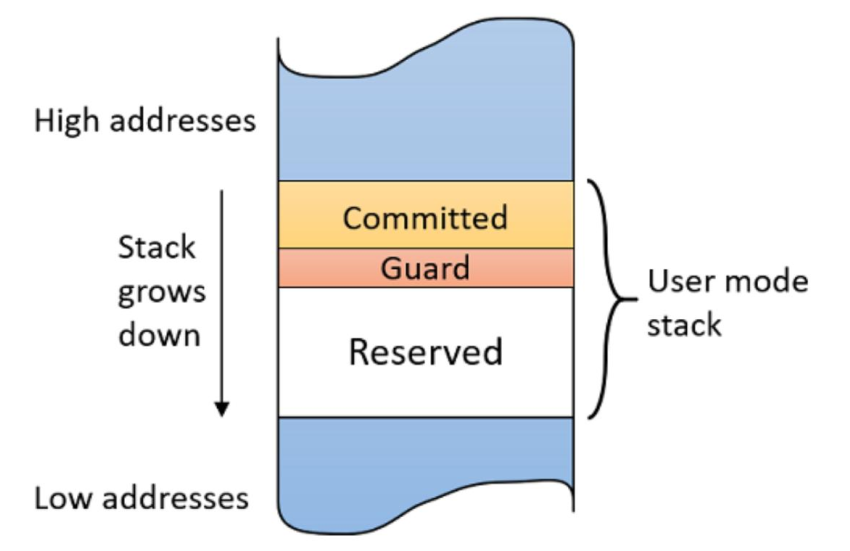 High addresses
Committed
Stack
grows
down
Guard
User mode
stack
Reserved
Low addresses